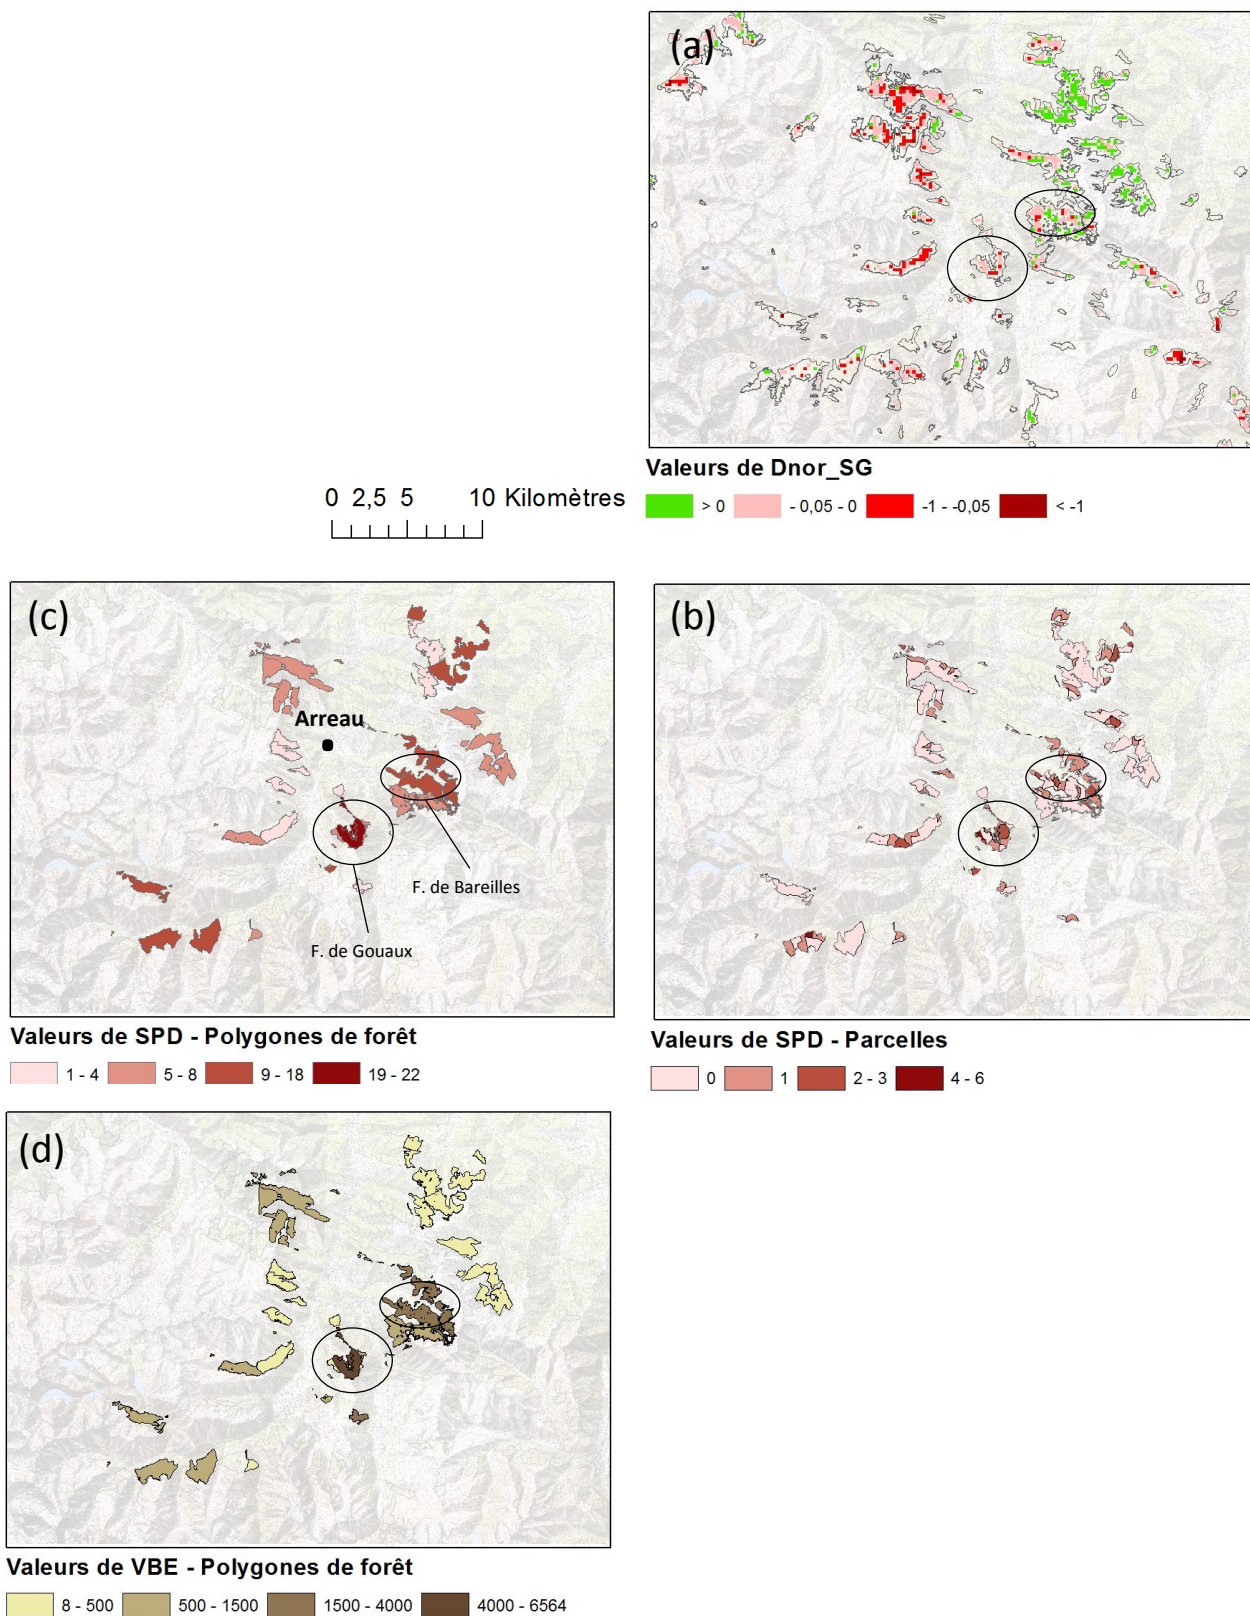 (a)
Valeurs de Dnor_SG
> 0 - 0,05 - 0 -1 - -0,05 < -1
0 2,5 5 10 Kilomètres
(c)
Arreau
F. de Bareilles
F. de Gouaux
Valeurs de SPD - Polygones de forêt
1 - 4 5 - 8 9 - 18 19 - 22
(b)
Valeurs de SPD - Parcelles
0 1 2 - 3 4 - 6
(d)
Valeurs de VBE - Polygones de forêt
8 - 500 500 - 1500 1500 - 4000 4000 - 6564